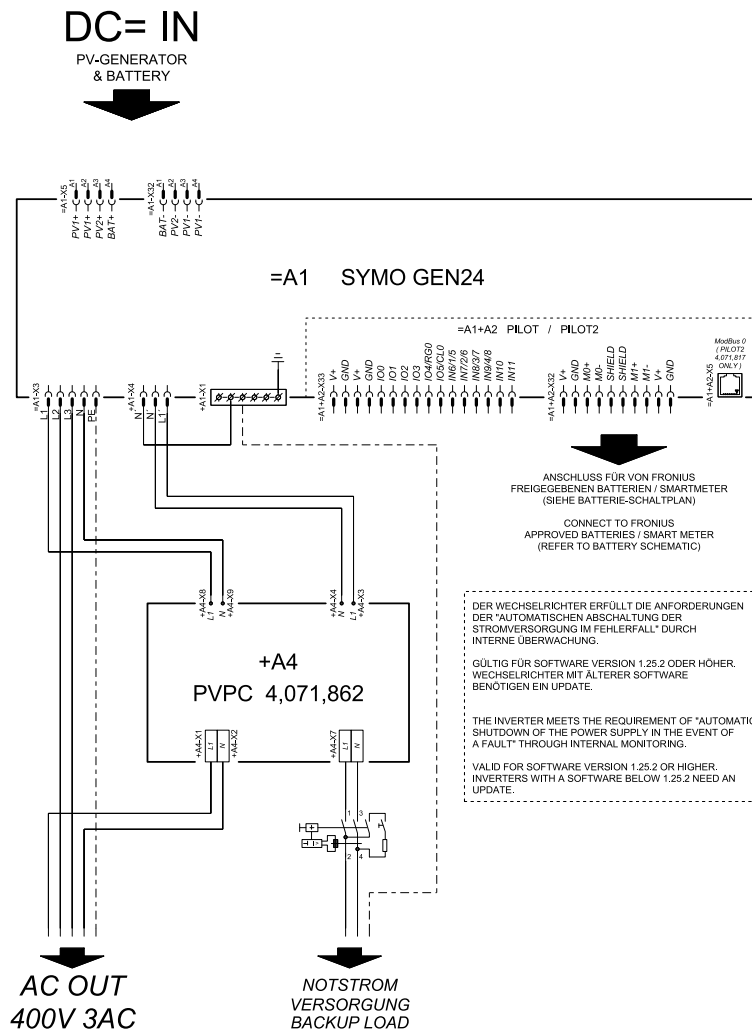 DC= IN
PV-GENERATOR
& BATTERY
=A1-X5
A1
A2
A3
A4
PV1+
PV1+
PV2+
BAT+
=A1-X32
A1
A2
A3
A4
BAT-
PV2-
PV1-
PV1-
=A1 SYMO GEN24
=A1+A2 PILOT / PILOT2
ModBus 0
( PILOT2
4,071,817
ONLY )
=A1-X3
L1
L2
L3
N
PE
+A1-X4
N´
N´
L1´
+A1-X1
=A1+A2-X33
V+
GND
V+
GND
IO0
IO1
IO2
IO3
IO4/RG0
IO5/CL0
IN6/1/5
IN7/2/6
IN8/3/7
IN9/4/8
IN10
IN11
=A1+A2-X32
V+
GND
M0+
M0-
SHIELD
SHIELD
M1+
M1-
V+
GND
=A1+A2-X5
ANSCHLUSS FÜR VON FRONIUS
FREIGEGEBENEN BATTERIEN / SMARTMETER
(SIEHE BATTERIE-SCHALTPLAN)
CONNECT TO FRONIUS
APPROVED BATTERIES / SMART METER
(REFER TO BATTERY SCHEMATIC)
+A4-X8
L1
N
+A4-X9
+A4-X4
N
L1
+A4-X3
+A4
PVPC 4,071,862
+A4-X1
L1
N
+A4-X2
+A4-X7
L1
N
DER WECHSELRICHTER ERFÜLLT DIE ANFORDERUNGEN
DER "AUTOMATISCHEN ABSCHALTUNG DER
STROMVERSORGUNG IM FEHLERFALL" DURCH
INTERNE ÜBERWACHUNG.
GÜLTIG FÜR SOFTWARE VERSION 1.25.2 ODER HÖHER.
WECHSELRICHTER MIT ÄLTERER SOFTWARE
BENÖTIGEN EIN UPDATE.
THE INVERTER MEETS THE REQUIREMENT OF "AUTOMATIC
SHUTDOWN OF THE POWER SUPPLY IN THE EVENT OF
A FAULT" THROUGH INTERNAL MONITORING.
VALID FOR SOFTWARE VERSION 1.25.2 OR HIGHER.
INVERTERS WITH A SOFTWARE BELOW 1.25.2 NEED AN
UPDATE.
1
3
2
4
AC OUT
400V 3AC
NOTSTROM
VERSORGUNG
BACKUP LOAD